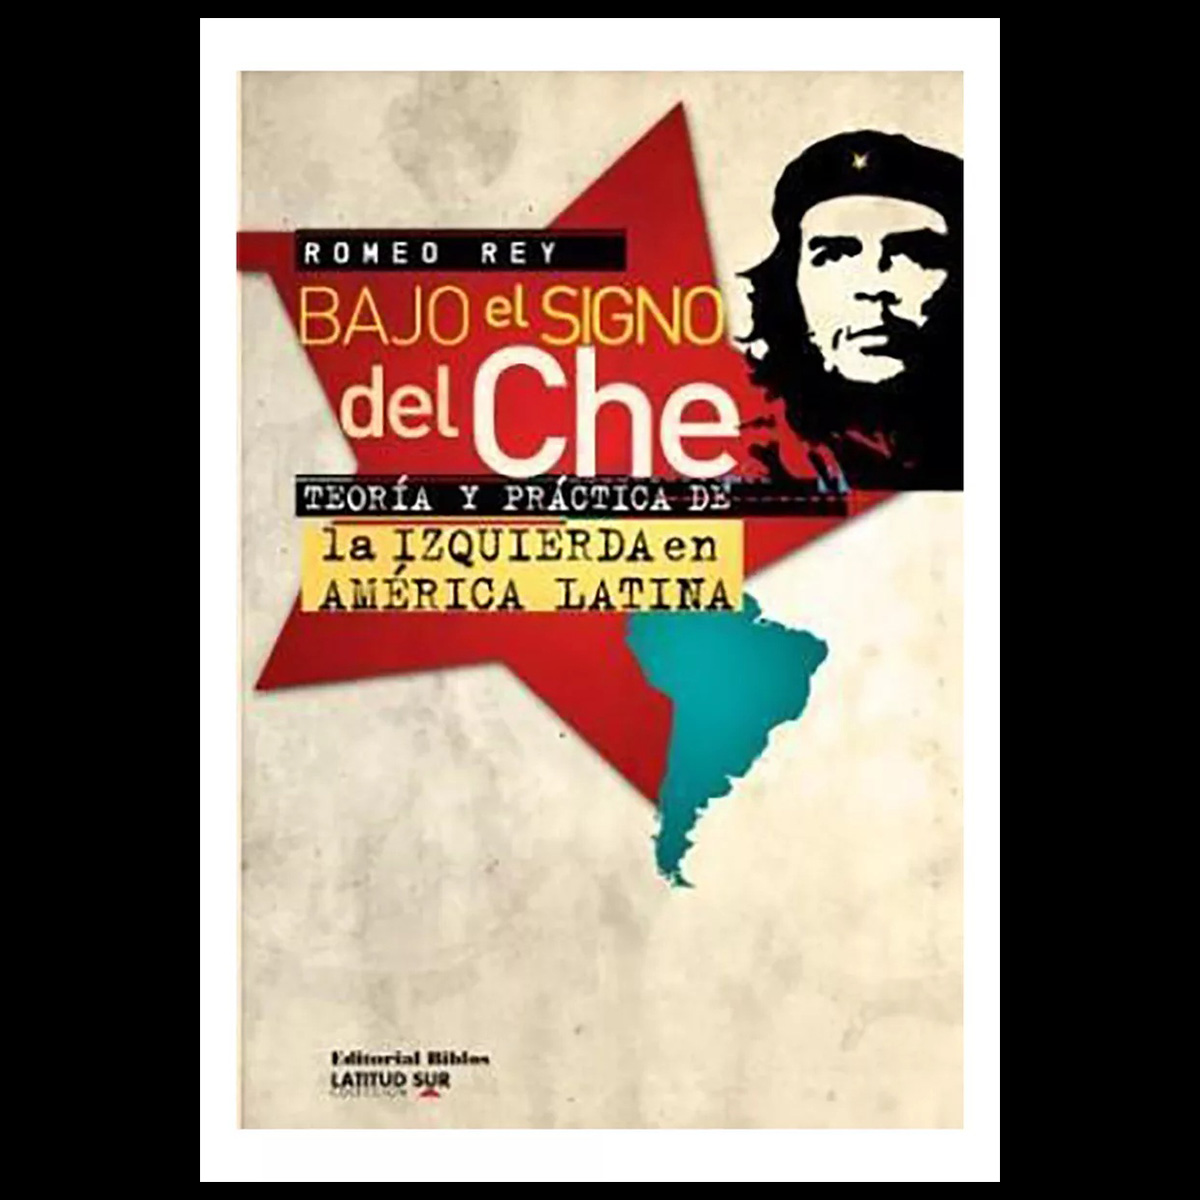 ROMEO REY
BAJO el SIGNO
del Che
TEORÍA Y PRÁCTICA DE
la IZQUIERDA en
AMÉRICA LATINA
Editorial Biblos
LATITUD SUR
COLECCIÓN